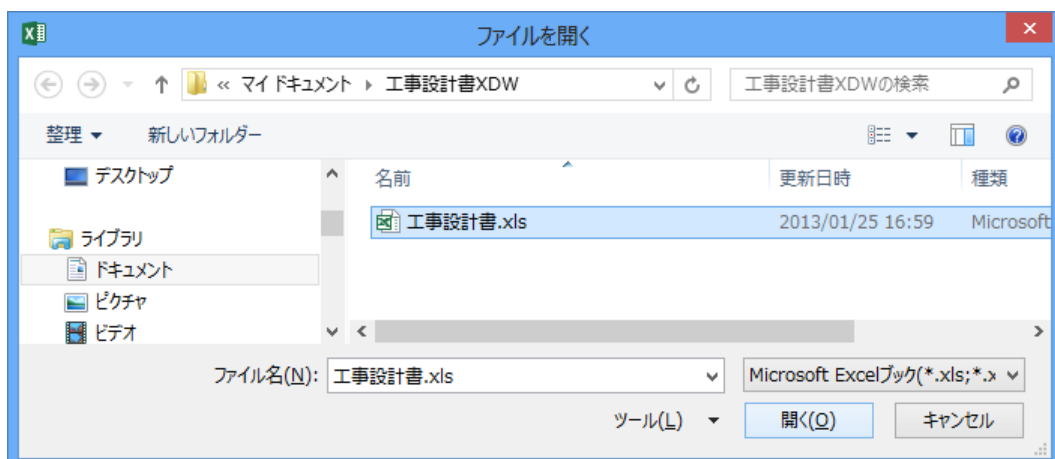 ファイルを開く
« マイ ドキュメント ▸ 工事設計書XDW
工事設計書XDWの検索
整理 ▼ 新しいフォルダー
デスクトップ
ライブラリ
ドキュメント
ピクチャ
ビデオ
名前 更新日時 種類
工事設計書.xls 2013/01/25 16:59 Microsoft
ファイル名(N): 工事設計書.xls
Microsoft Excelブック(*.xls;*.x
ツール(L) ▼ 開く(O) キャンセル